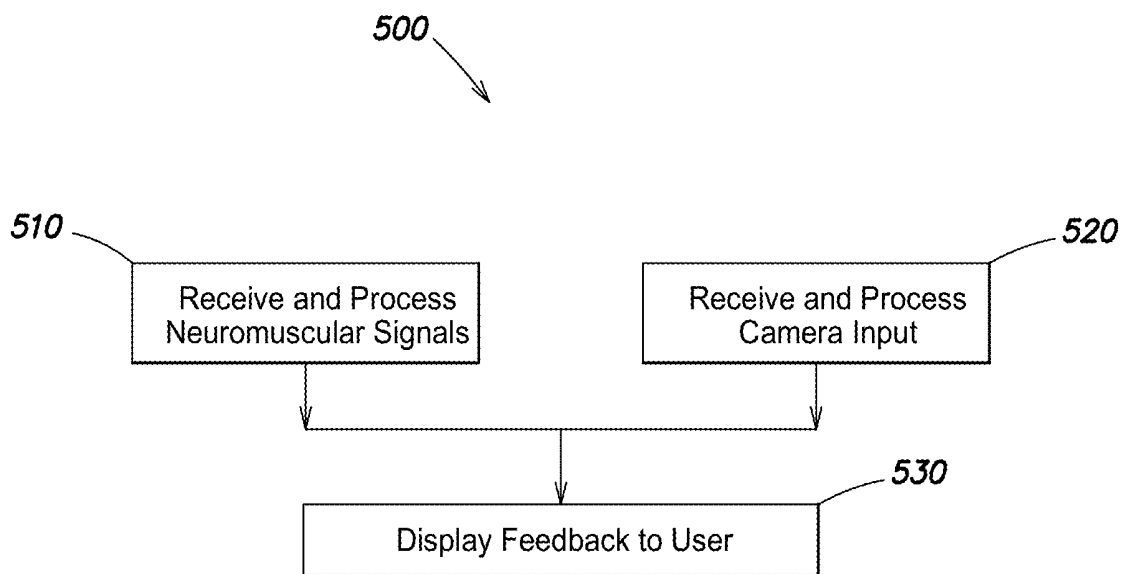 500
510
520
Receive and Process
Neuromuscular Signals
Receive and Process
Camera Input
530
Display Feedback to User